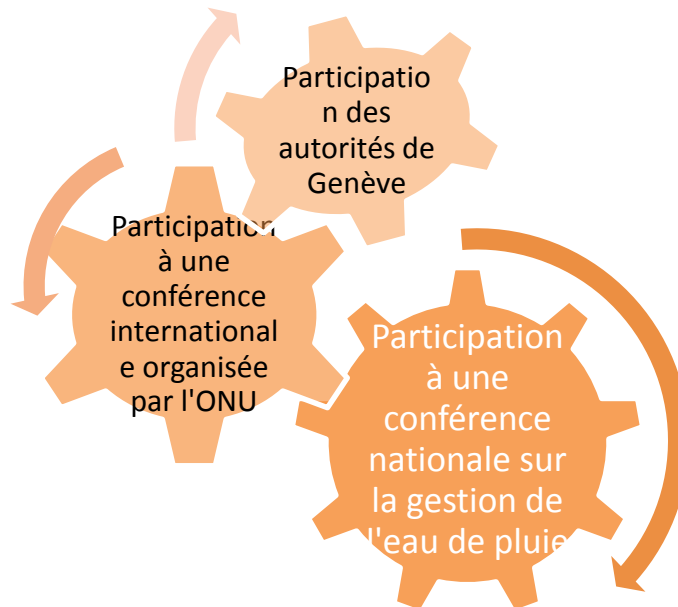 Participatio
n des
autorités de
Genève
Participation
à une
conférence
international
e organisée
par l'ONU
Participation
à une
conférence
nationale sur
la gestion de
l'eau de pluie